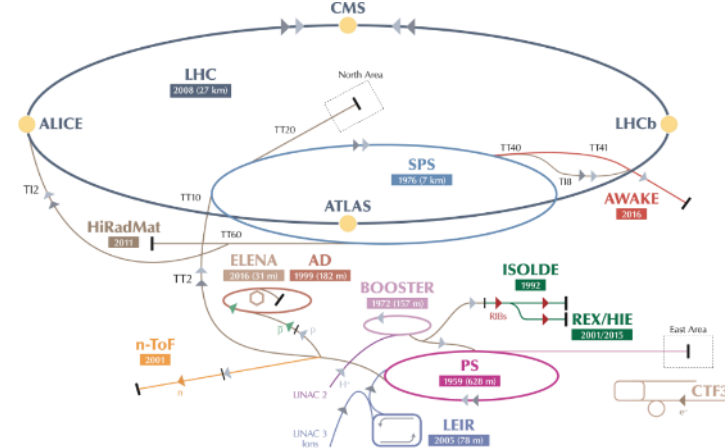 CMS
North Area
LHC
2008 (27 km)
TT20
ALICE
LHCb
TT40
TT41
SPS
1976 (7 km)
TI8
TI2
TT10
AWAKE
2016
ATLAS
HiRadMat
2011
TT60
ELENA
2016 (31 m)
AD
1999 (182 m)
TT2
BOOSTER
1972 (157 m)
ISOLDE
1992
RIBs
REX/HIE
2001/2015
p
p
East Area
n-ToF
2001
n
H⁻
PS
1959 (628 m)
LINAC 2
CTF3
e⁻
LINAC 3
Ions
LEIR
2005 (78 m)